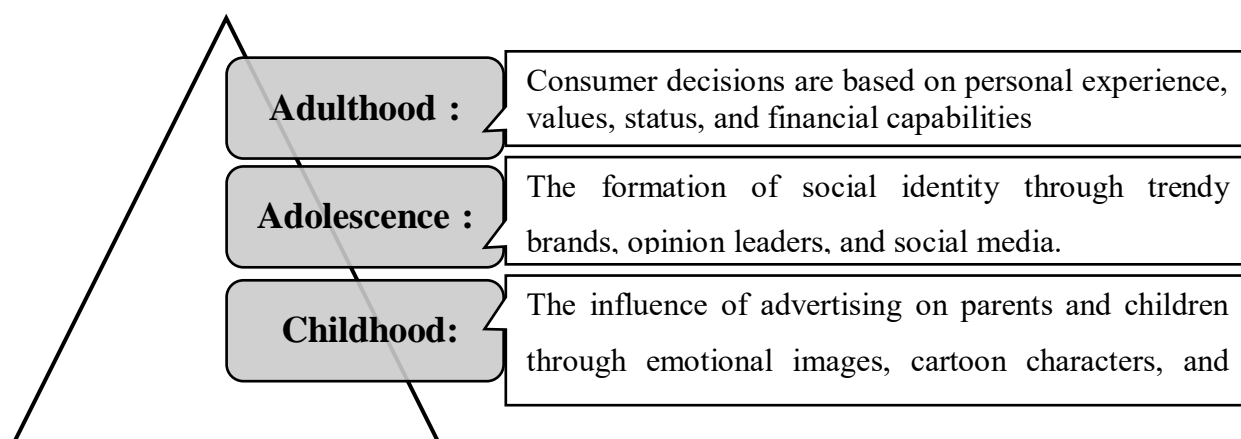 Adulthood :
Consumer decisions are based on personal experience,
values, status, and financial capabilities
Adolescence :
The formation of social identity through trendy
brands, opinion leaders, and social media.
Childhood:
The influence of advertising on parents and children
through emotional images, cartoon characters, and